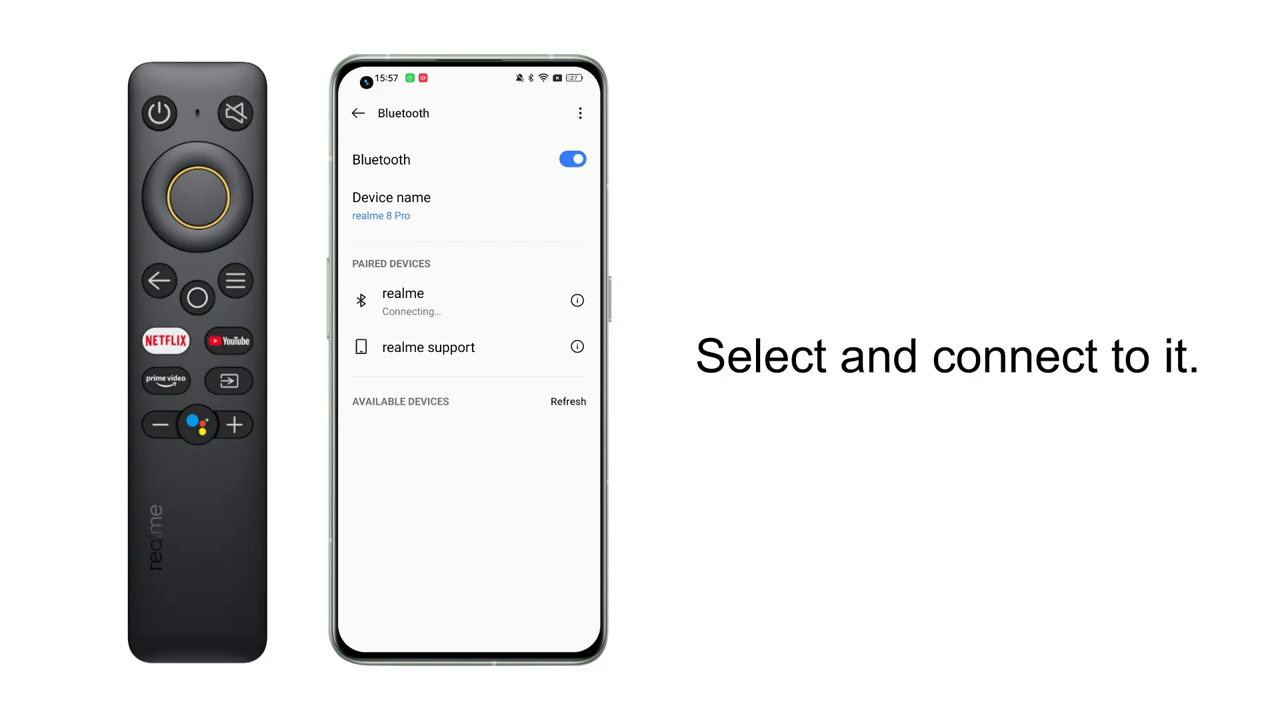 NETFLIX
YouTube
prime video
realme
15:57
27
Bluetooth
Bluetooth
Device name
realme 8 Pro
PAIRED DEVICES
realme
Connecting...
realme support
AVAILABLE DEVICES Refresh
Select and connect to it.